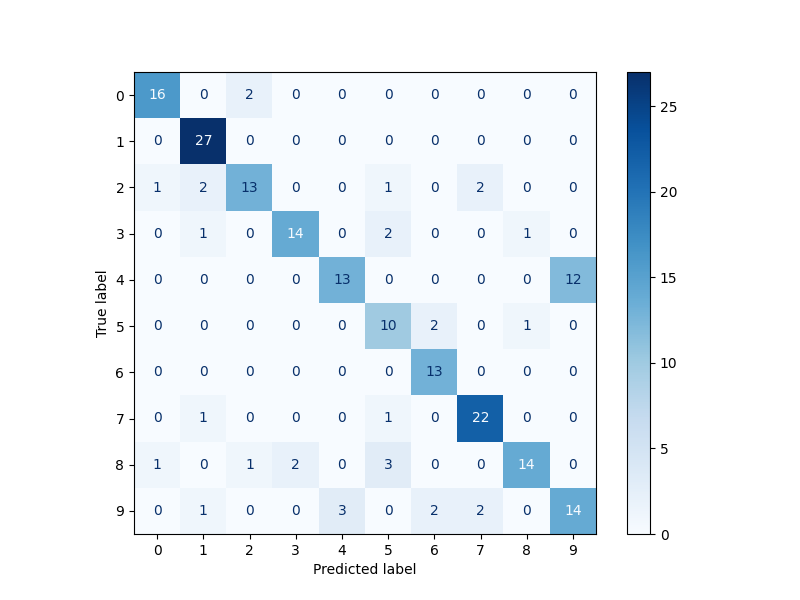 0 16 0 2 0 0 0 0 0 0 0
1 0 27 0 0 0 0 0 0 0 0
2 1 2 13 0 0 1 0 2 0 0
3 0 1 0 14 0 2 0 0 1 0
4 0 0 0 0 13 0 0 0 0 12
5 0 0 0 0 0 10 2 0 1 0
6 0 0 0 0 0 0 13 0 0 0
7 0 1 0 0 0 1 0 22 0 0
8 1 0 1 2 0 3 0 0 14 0
9 0 1 0 0 3 0 2 2 0 14
0 1 2 3 4 5 6 7 8 9
Predicted label
True label
25
20
15
10
5
0